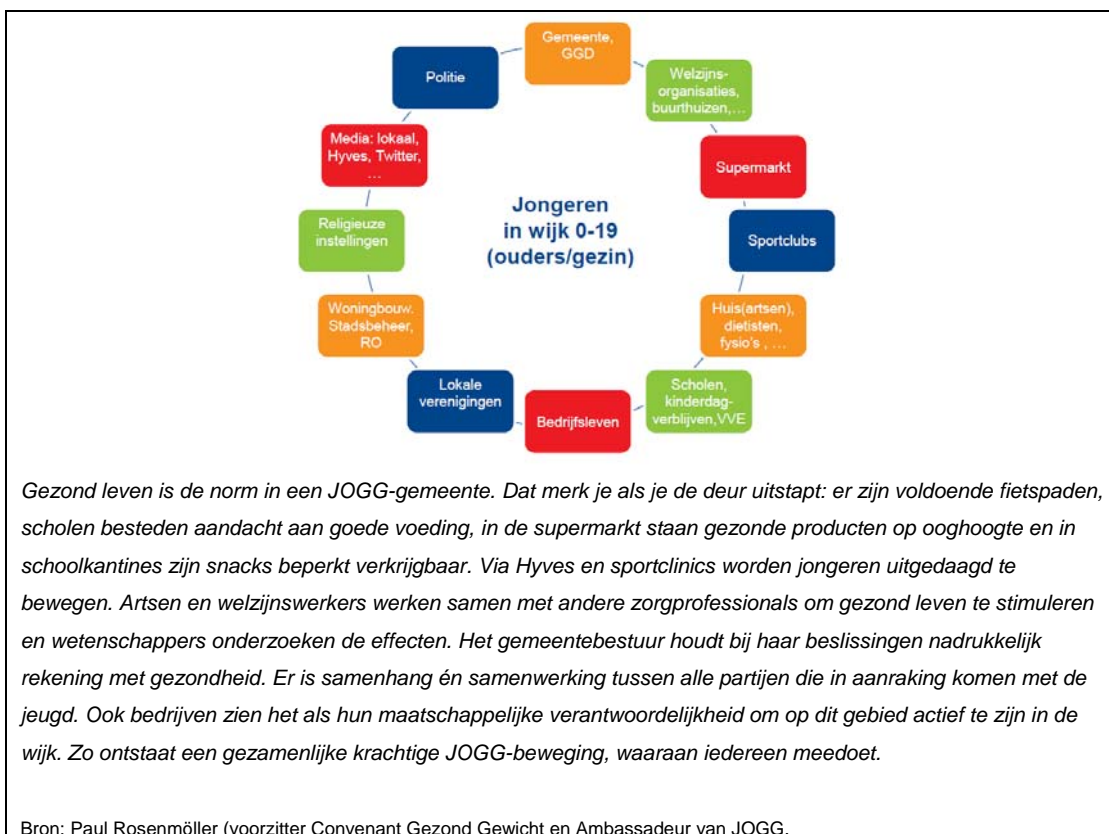 Gemeente,
GGD
Welzijns-
organisaties,
buurthuizen,...
Supermarkt
Sportclubs
Huis(artsen),
dietisten,
fysio's , ...
Scholen,
kinderdag-
verblijven,VVE
Bedrijfsleven
Lokale
verenigingen
Woningbouw.
Stadsbeheer,
RO
Religieuze
instellingen
Media: lokaal,
Hyves, Twitter,
...
Politie
Jongeren
in wijk 0-19
(ouders/gezin)
Gezond leven is de norm in een JOGG-gemeente. Dat merk je als je de deur uitstapt: er zijn voldoende fietspaden,
scholen besteden aandacht aan goede voeding, in de supermarkt staan gezonde producten op ooghoogte en in
schoolkantines zijn snacks beperkt verkrijgbaar. Via Hyves en sportclinics worden jongeren uitgedaagd te
bewegen. Artsen en welzijnswerkers werken samen met andere zorgprofessionals om gezond leven te stimuleren
en wetenschappers onderzoeken de effecten. Het gemeentebestuur houdt bij haar beslissingen nadrukkelijk
rekening met gezondheid. Er is samenhang én samenwerking tussen alle partijen die in aanraking komen met de
jeugd. Ook bedrijven zien het als hun maatschappelijke verantwoordelijkheid om op dit gebied actief te zijn in de
wijk. Zo ontstaat een gezamenlijke krachtige JOGG-beweging, waaraan iedereen meedoet.
Bron: Paul Rosenmöller (voorzitter Convenant Gezond Gewicht en Ambassadeur van JOGG.